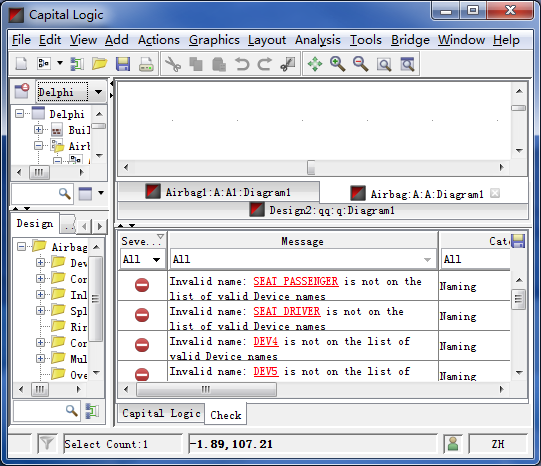 Capital Logic
File Edit View Add Actions Graphics Layout Analysis Tools Bridge Window Help
Delphi
Delphi
Buil
Airb
Airbag1:A:A1:Diagram1
Airbag:A:A:Diagram1
Design2:qq:q:Diagram1
Design
...
Airbag
Dev
Con
Inl
Spl
Rin
Con
Mul
Ove
Seve...
Message
Cate
All
All
All
Invalid name: SEAT PASSENGER is not on the
list of valid Device names
Naming
Invalid name: SEAT DRIVER is not on the
list of valid Device names
Naming
Invalid name: DEV4 is not on the list of
valid Device names
Naming
Invalid name: DEV5 is not on the list of
Naming
Capital Logic
Check
Select Count:1
-1.89,107.21
ZH